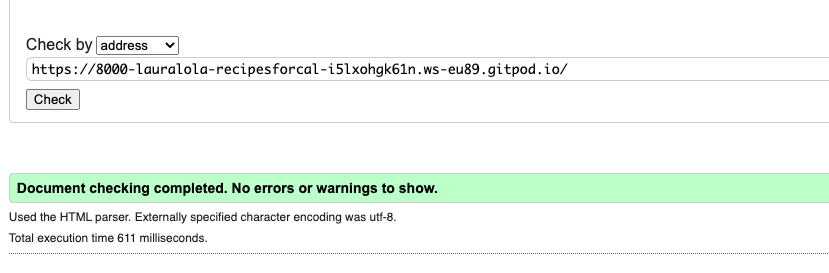 Check by address
https://8000-lauralola-recipesforcal-i5lxohgk61n.ws-eu89.gitpod.io/
Check
Document checking completed. No errors or warnings to show.
Used the HTML parser. Externally specified character encoding was utf-8.
Total execution time 611 milliseconds.